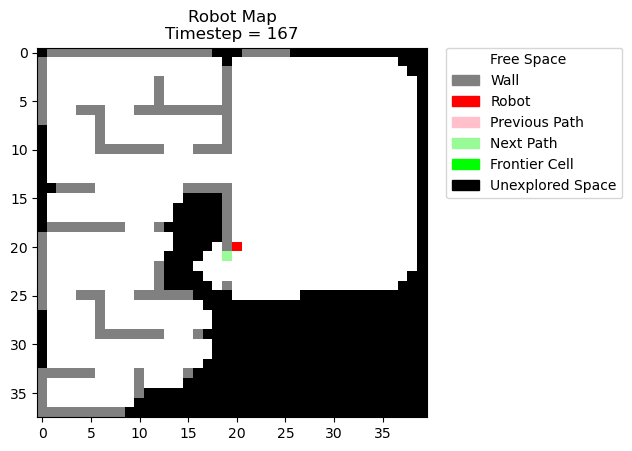 Robot Map
Timestep = 167
0
5
10
15
20
25
30
35
0
5
10
15
20
25
30
35
Free Space
Wall
Robot
Previous Path
Next Path
Frontier Cell
Unexplored Space